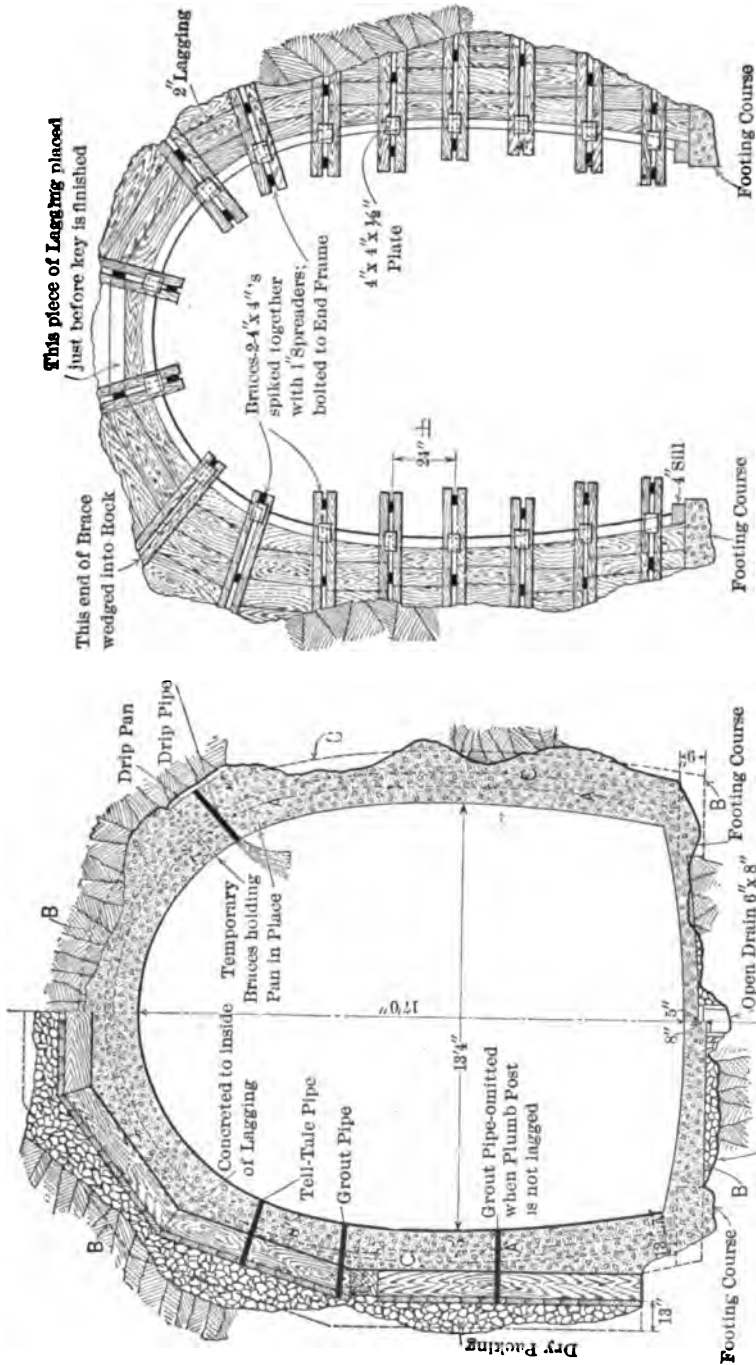 This piece of Lagging placed
just before key is finished
2" Lagging
This end of Brace
wedged into Rock
Braces-2-4" x 4"'s
spiked together
with 1" Spreaders;
bolted to End Frame
4" x 4" x ½"
Plate
24" ±
4" Sill
Footing Course
Footing Course
Drip Pan
Drip Pipe
B
C
A
Temporary
Braces holding
Pan in Place
B
Concreted to inside
of Lagging
Tell-Tale Pipe
Grout Pipe
17'0"
13'4"
Grout Pipe-omitted
when Plumb Post
is not lagged
B
C
A
C
A
6"
B
Footing Course
8"
5"
Open Drain 6" x 8"
B
13"
Dry Packing
Footing Course